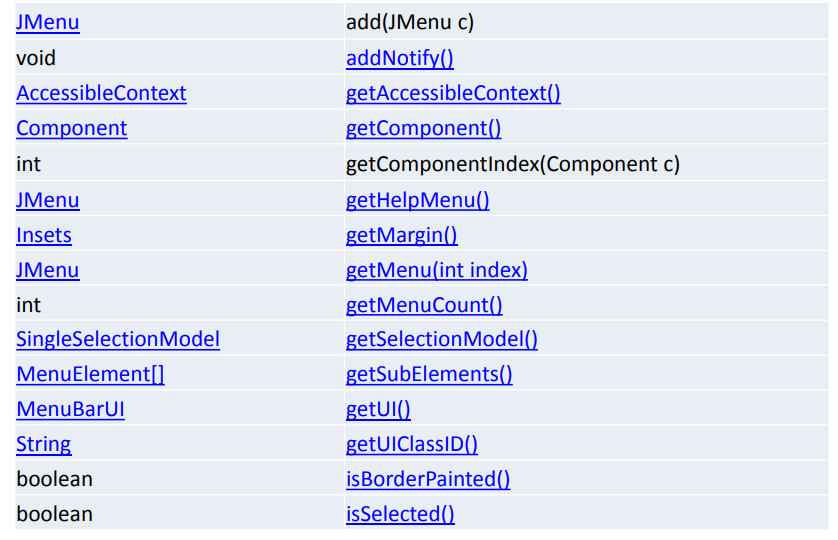 JMenu add(JMenu c)
void addNotify()
AccessibleContext getAccessibleContext()
Component getComponent()
int getComponentIndex(Component c)
JMenu getHelpMenu()
Insets getMargin()
JMenu getMenu(int index)
int getMenuCount()
SingleSelectionModel getSelectionModel()
MenuElement[] getSubElements()
MenuBarUI getUI()
String getUIClassID()
boolean isBorderPainted()
boolean isSelected()